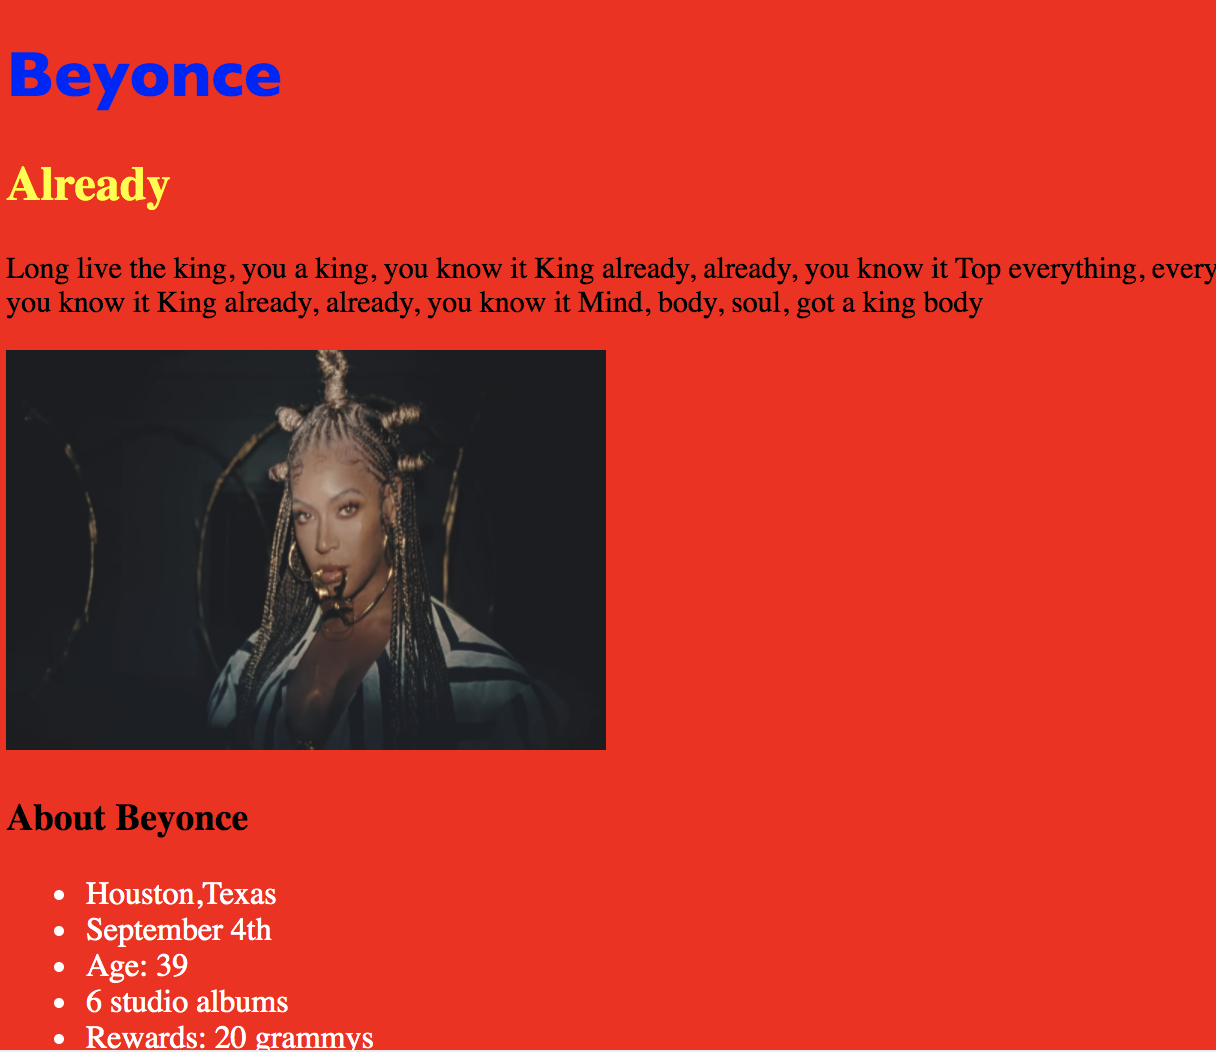 Beyonce
Already
Long live the king, you a king, you know it King already, already, you know it Top everything, every
you know it King already, already, you know it Mind, body, soul, got a king body
About Beyonce
Houston,Texas
September 4th
Age: 39
6 studio albums
Rewards: 20 grammys